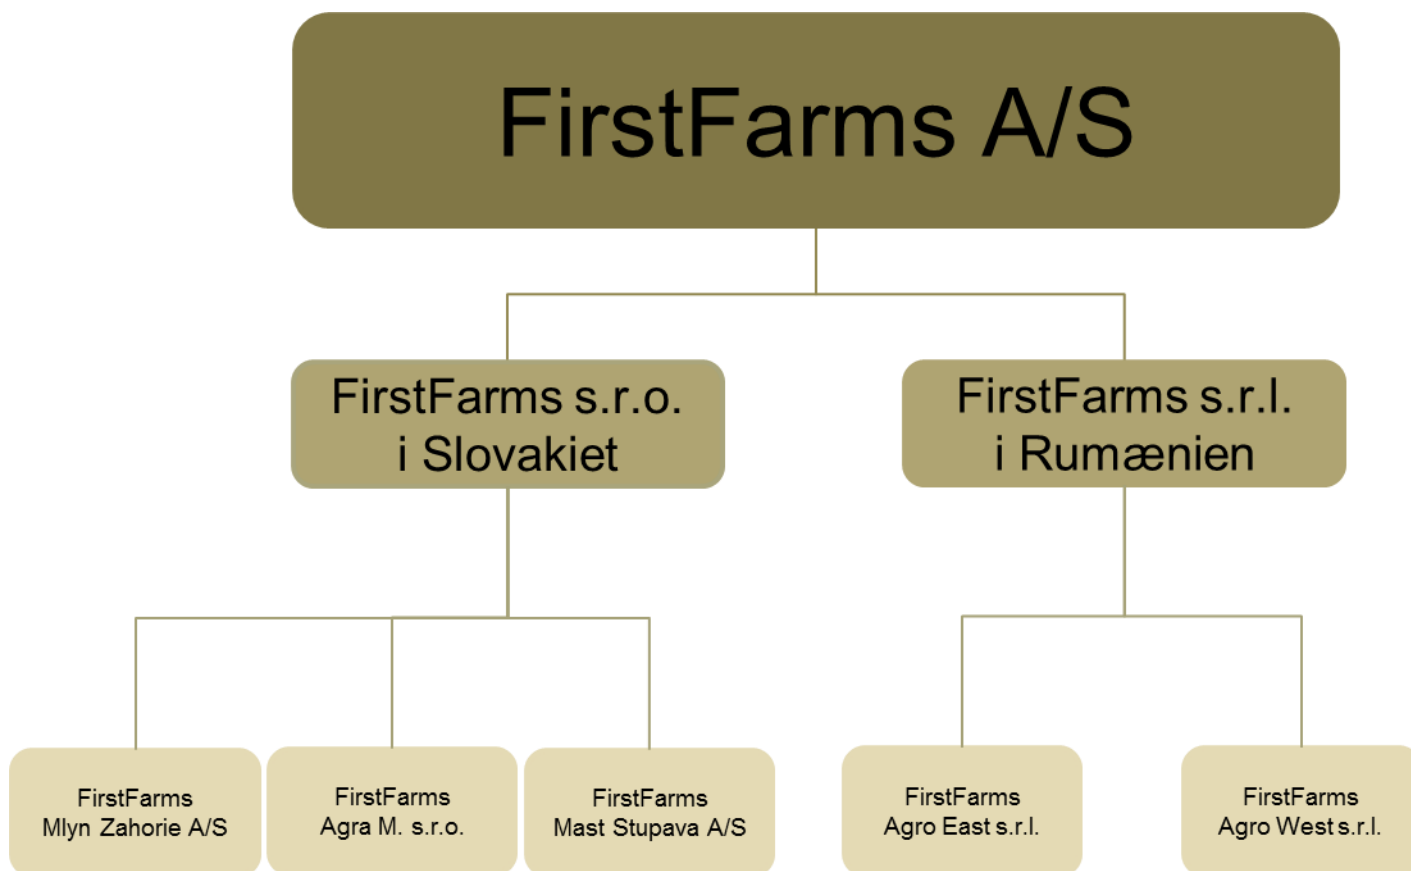 FirstFarms A/S
FirstFarms s.r.o.
i Slovakiet
FirstFarms s.r.l.
i Rumænien
FirstFarms
Mlyn Zahorie A/S
FirstFarms
Agra M. s.r.o.
FirstFarms
Mast Stupava A/S
FirstFarms
Agro East s.r.l.
FirstFarms
Agro West s.r.l.